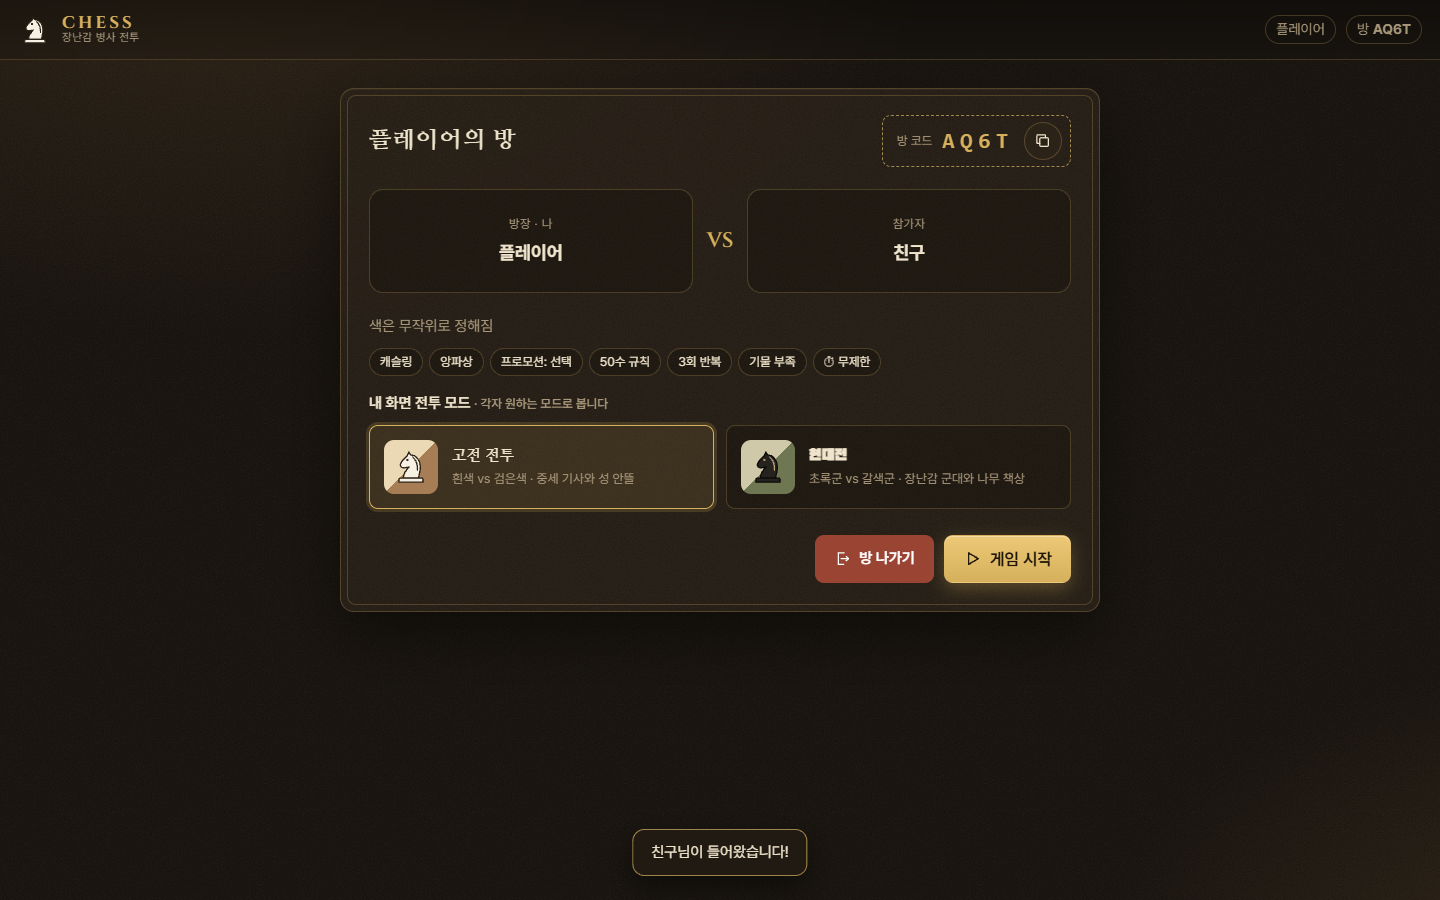 CHESS
장난감 병사 전투
플레이어
방 AQ6T
플레이어의 방
방 코드 AQ6T
방장 · 나
플레이어
VS
참가자
친구
색은 무작위로 정해짐
캐슬링
앙파상
프로모션: 선택
50수 규칙
3회 반복
기물 부족
⏱ 무제한
내 화면 전투 모드 · 각자 원하는 모드로 봅니다
고전 전투
흰색 vs 검은색 · 중세 기사와 성 안뜰
현대전
초록군 vs 갈색군 · 장난감 군대와 나무 책상
방 나가기
게임 시작
친구님이 들어왔습니다!